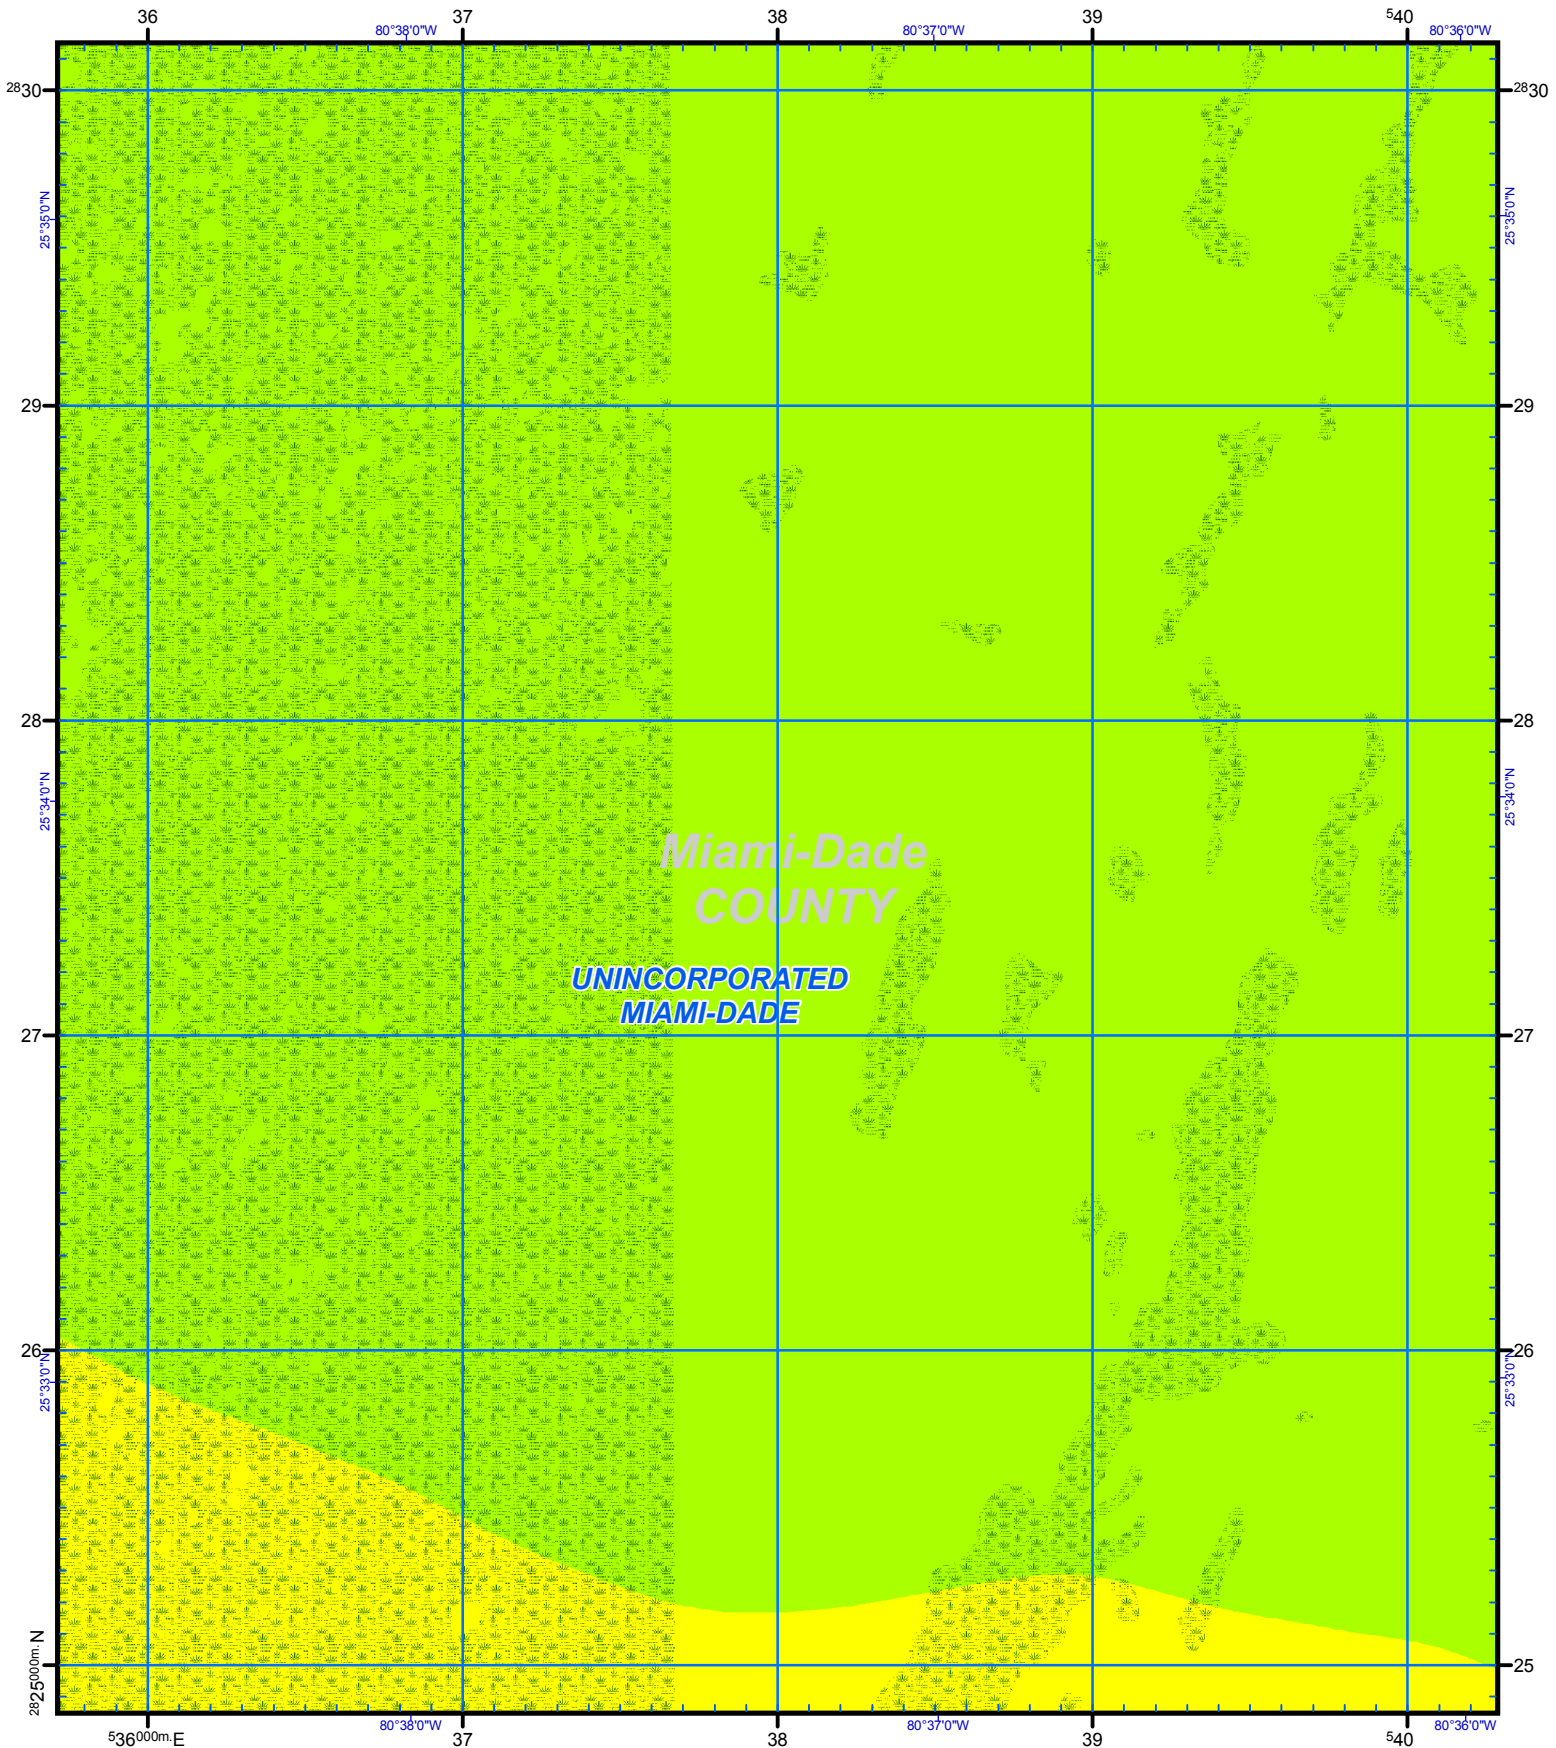 36 37 38 39 540
80°38'0"W 80°37'0"W 80°36'0"W
2830 2830
25°35'0"N 25°35'0"N
29 29
28 28
25°34'0"N 25°34'0"N
Miami-Dade
COUNTY
UNINCORPORATED
MIAMI-DADE
27 27
26 26
25°33'0"N 25°33'0"N
2825000m. N 25
80°38'0"W 80°37'0"W 80°36'0"W
536000m. E 37 38 39 540